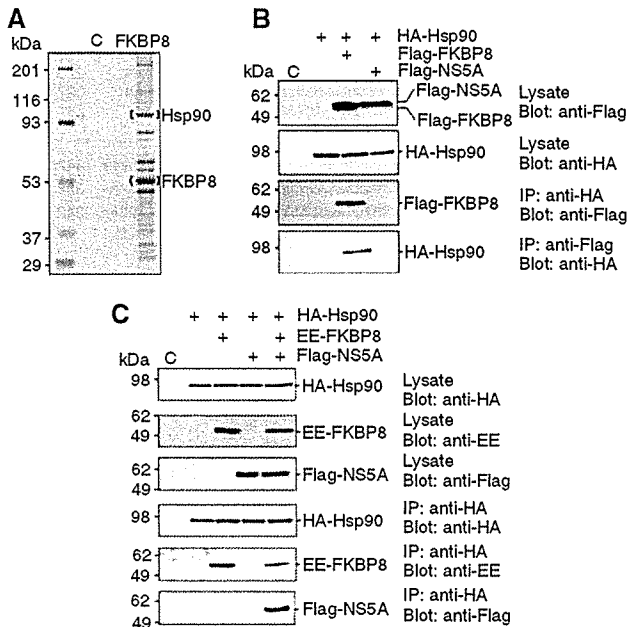 A
kDa C FKBP8
201
116
93
53
37
29
Hsp90
FKBP8
B
+ + + HA-Hsp90
+ Flag-FKBP8
kDa C + Flag-NS5A
62
49
Flag-NS5A
Flag-FKBP8
Lysate
Blot: anti-Flag
98
HA-Hsp90
Lysate
Blot: anti-HA
62
49
Flag-FKBP8
IP: anti-HA
Blot: anti-Flag
98
HA-Hsp90
IP: anti-Flag
Blot: anti-HA
C
+ + + + HA-Hsp90
+ + EE-FKBP8
kDa C + + Flag-NS5A
98
HA-Hsp90
Lysate
Blot: anti-HA
62
49
EE-FKBP8
Lysate
Blot: anti-EE
62
49
Flag-NS5A
Lysate
Blot: anti-Flag
98
HA-Hsp90
IP: anti-HA
Blot: anti-HA
62
49
EE-FKBP8
IP: anti-HA
Blot: anti-EE
62
49
Flag-NS5A
IP: anti-HA
Blot: anti-Flag